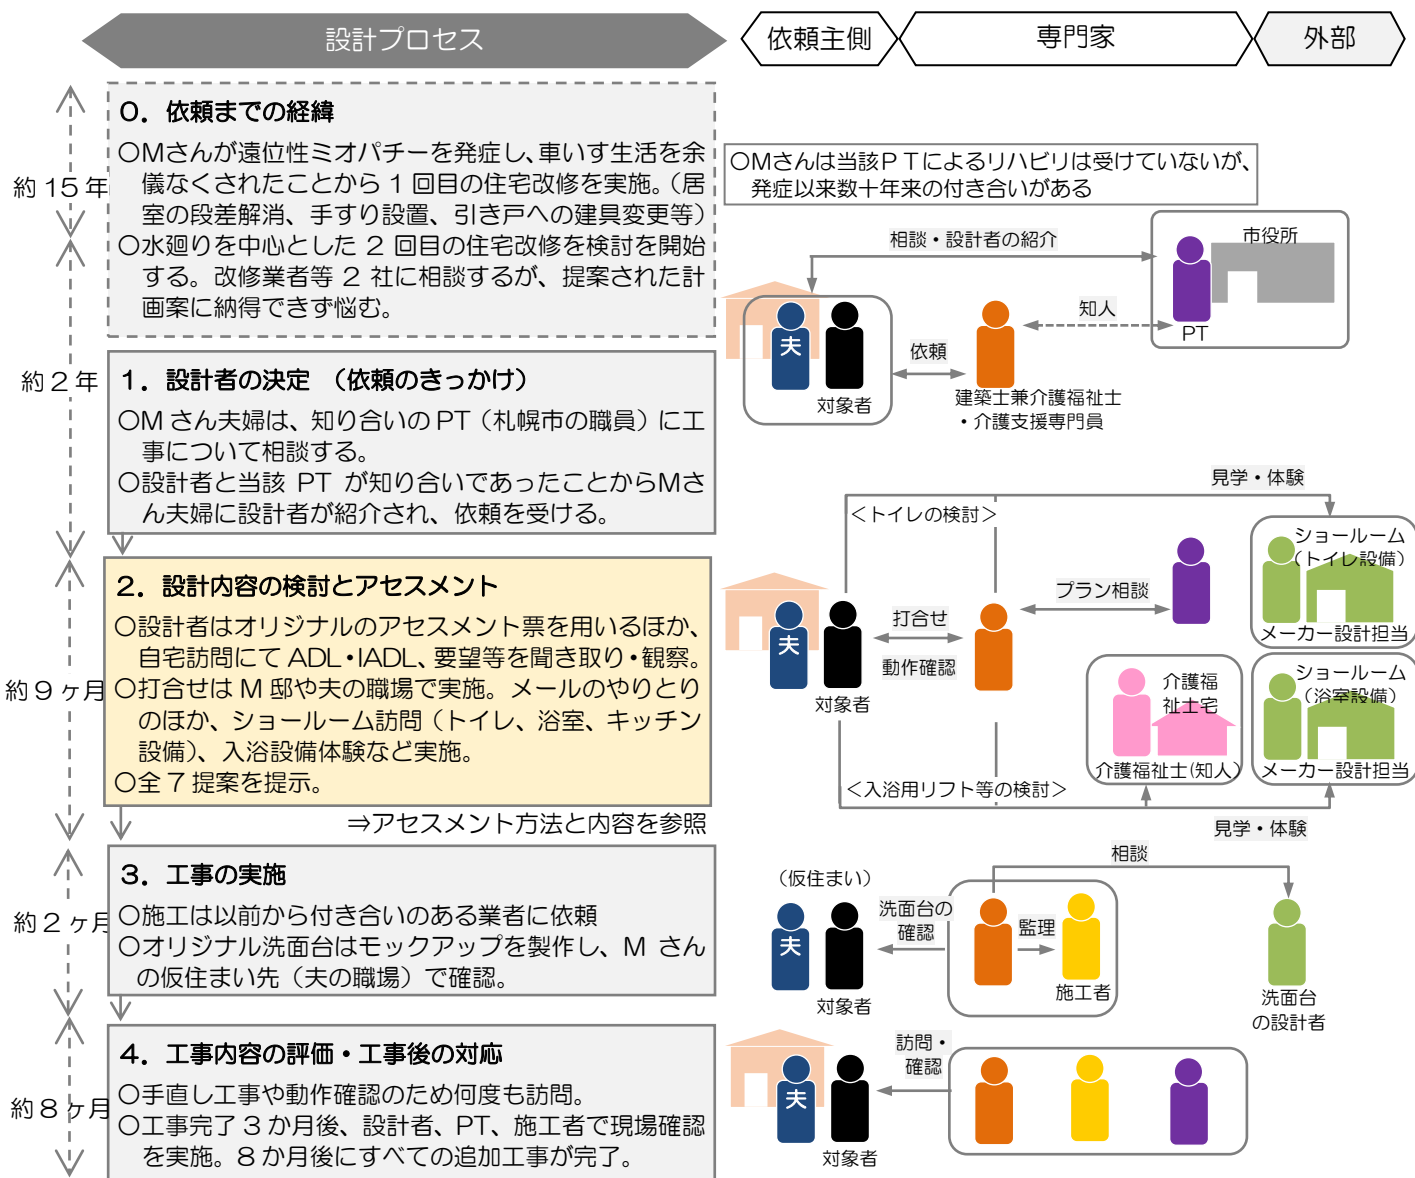 設計プロセス
依頼主側
専門家
外部
約15年
約2年
約9ヶ月
約2ヶ月
約8ヶ月
0．依頼までの経緯
○Mさんが遠位性ミオパチーを発症し、車いす生活を余
儀なくされたことから1回目の住宅改修を実施。（居
室の段差解消、手すり設置、引き戸への建具変更等）
○水廻りを中心とした 2 回目の住宅改修を検討を開始
する。改修業者等 2 社に相談するが、提案された計
画案に納得できず悩む。
○Mさんは当該PTによるリハビリは受けていないが、
発症以来数十年来の付き合いがある
相談・設計者の紹介
市役所
知人
PT
夫
依頼
対象者
建築士兼介護福祉士
・介護支援専門員
1．設計者の決定　（依頼のきっかけ）
○M さん夫婦は、知り合いの PT（札幌市の職員）に工
事について相談する。
○設計者と当該 PT が知り合いであったことからMさ
ん夫婦に設計者が紹介され、依頼を受ける。
2．設計内容の検討とアセスメント
○設計者はオリジナルのアセスメント票を用いるほか、
自宅訪問にて ADL・IADL、要望等を聞き取り・観察。
○打合せは M 邸や夫の職場で実施。メールのやりとり
のほか、ショールーム訪問（トイレ、浴室、キッチン
設備）、入浴設備体験など実施。
○全 7 提案を提示。
⇒アセスメント方法と内容を参照
見学・体験
＜トイレの検討＞
ショールーム
（トイレ設備）
メーカー設計担当
プラン相談
夫
打合せ
動作確認
対象者
介護福
祉士宅
介護福祉士(知人)
ショールーム
（浴室設備）
メーカー設計担当
＜入浴用リフト等の検討＞
見学・体験
3．工事の実施
○施工は以前から付き合いのある業者に依頼
○オリジナル洗面台はモックアップを製作し、M さん
の仮住まい先（夫の職場）で確認。
相談
（仮住まい）
夫
洗面台の
確認
監理
対象者
施工者
洗面台
の設計者
4．工事内容の評価・工事後の対応
○手直し工事や動作確認のため何度も訪問。
○工事完了 3 か月後、設計者、PT、施工者で現場確認
を実施。8 か月後にすべての追加工事が完了。
訪問・
確認
夫
対象者